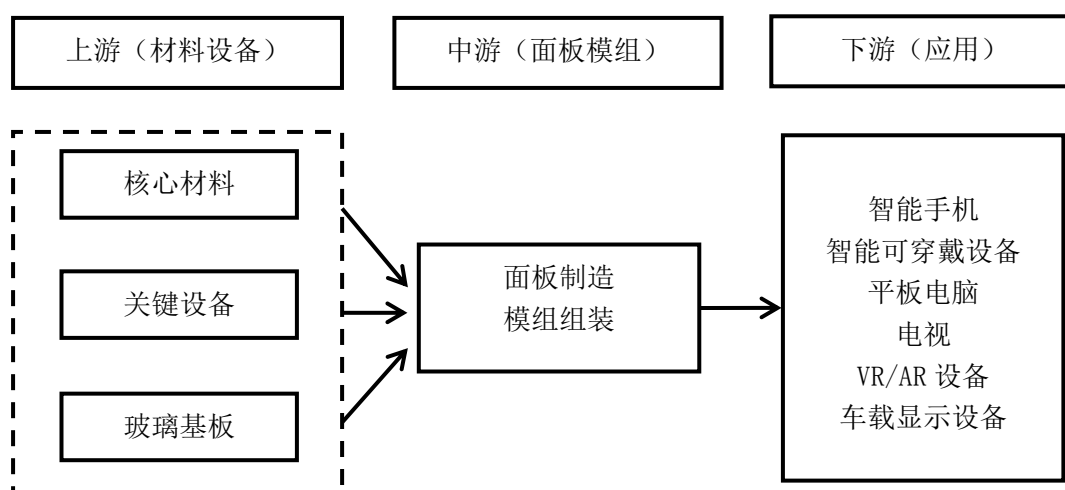 上游（材料设备）
中游（面板模组）
下游（应用）
核心材料
关键设备
玻璃基板
面板制造
模组组装
智能手机
智能可穿戴设备
平板电脑
电视
VR/AR 设备
车载显示设备